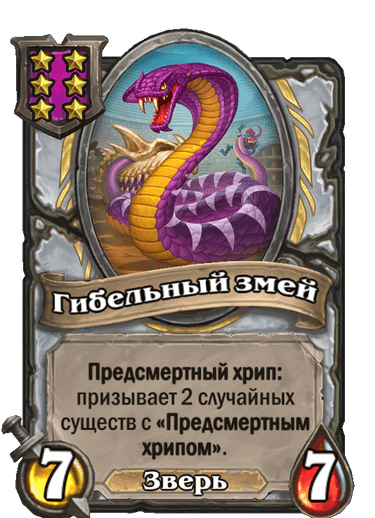 Гибельный змей
Предсмертный хрип:
призывает 2 случайных
существ с «Предсмертным
хрипом».
7
Зверь
7